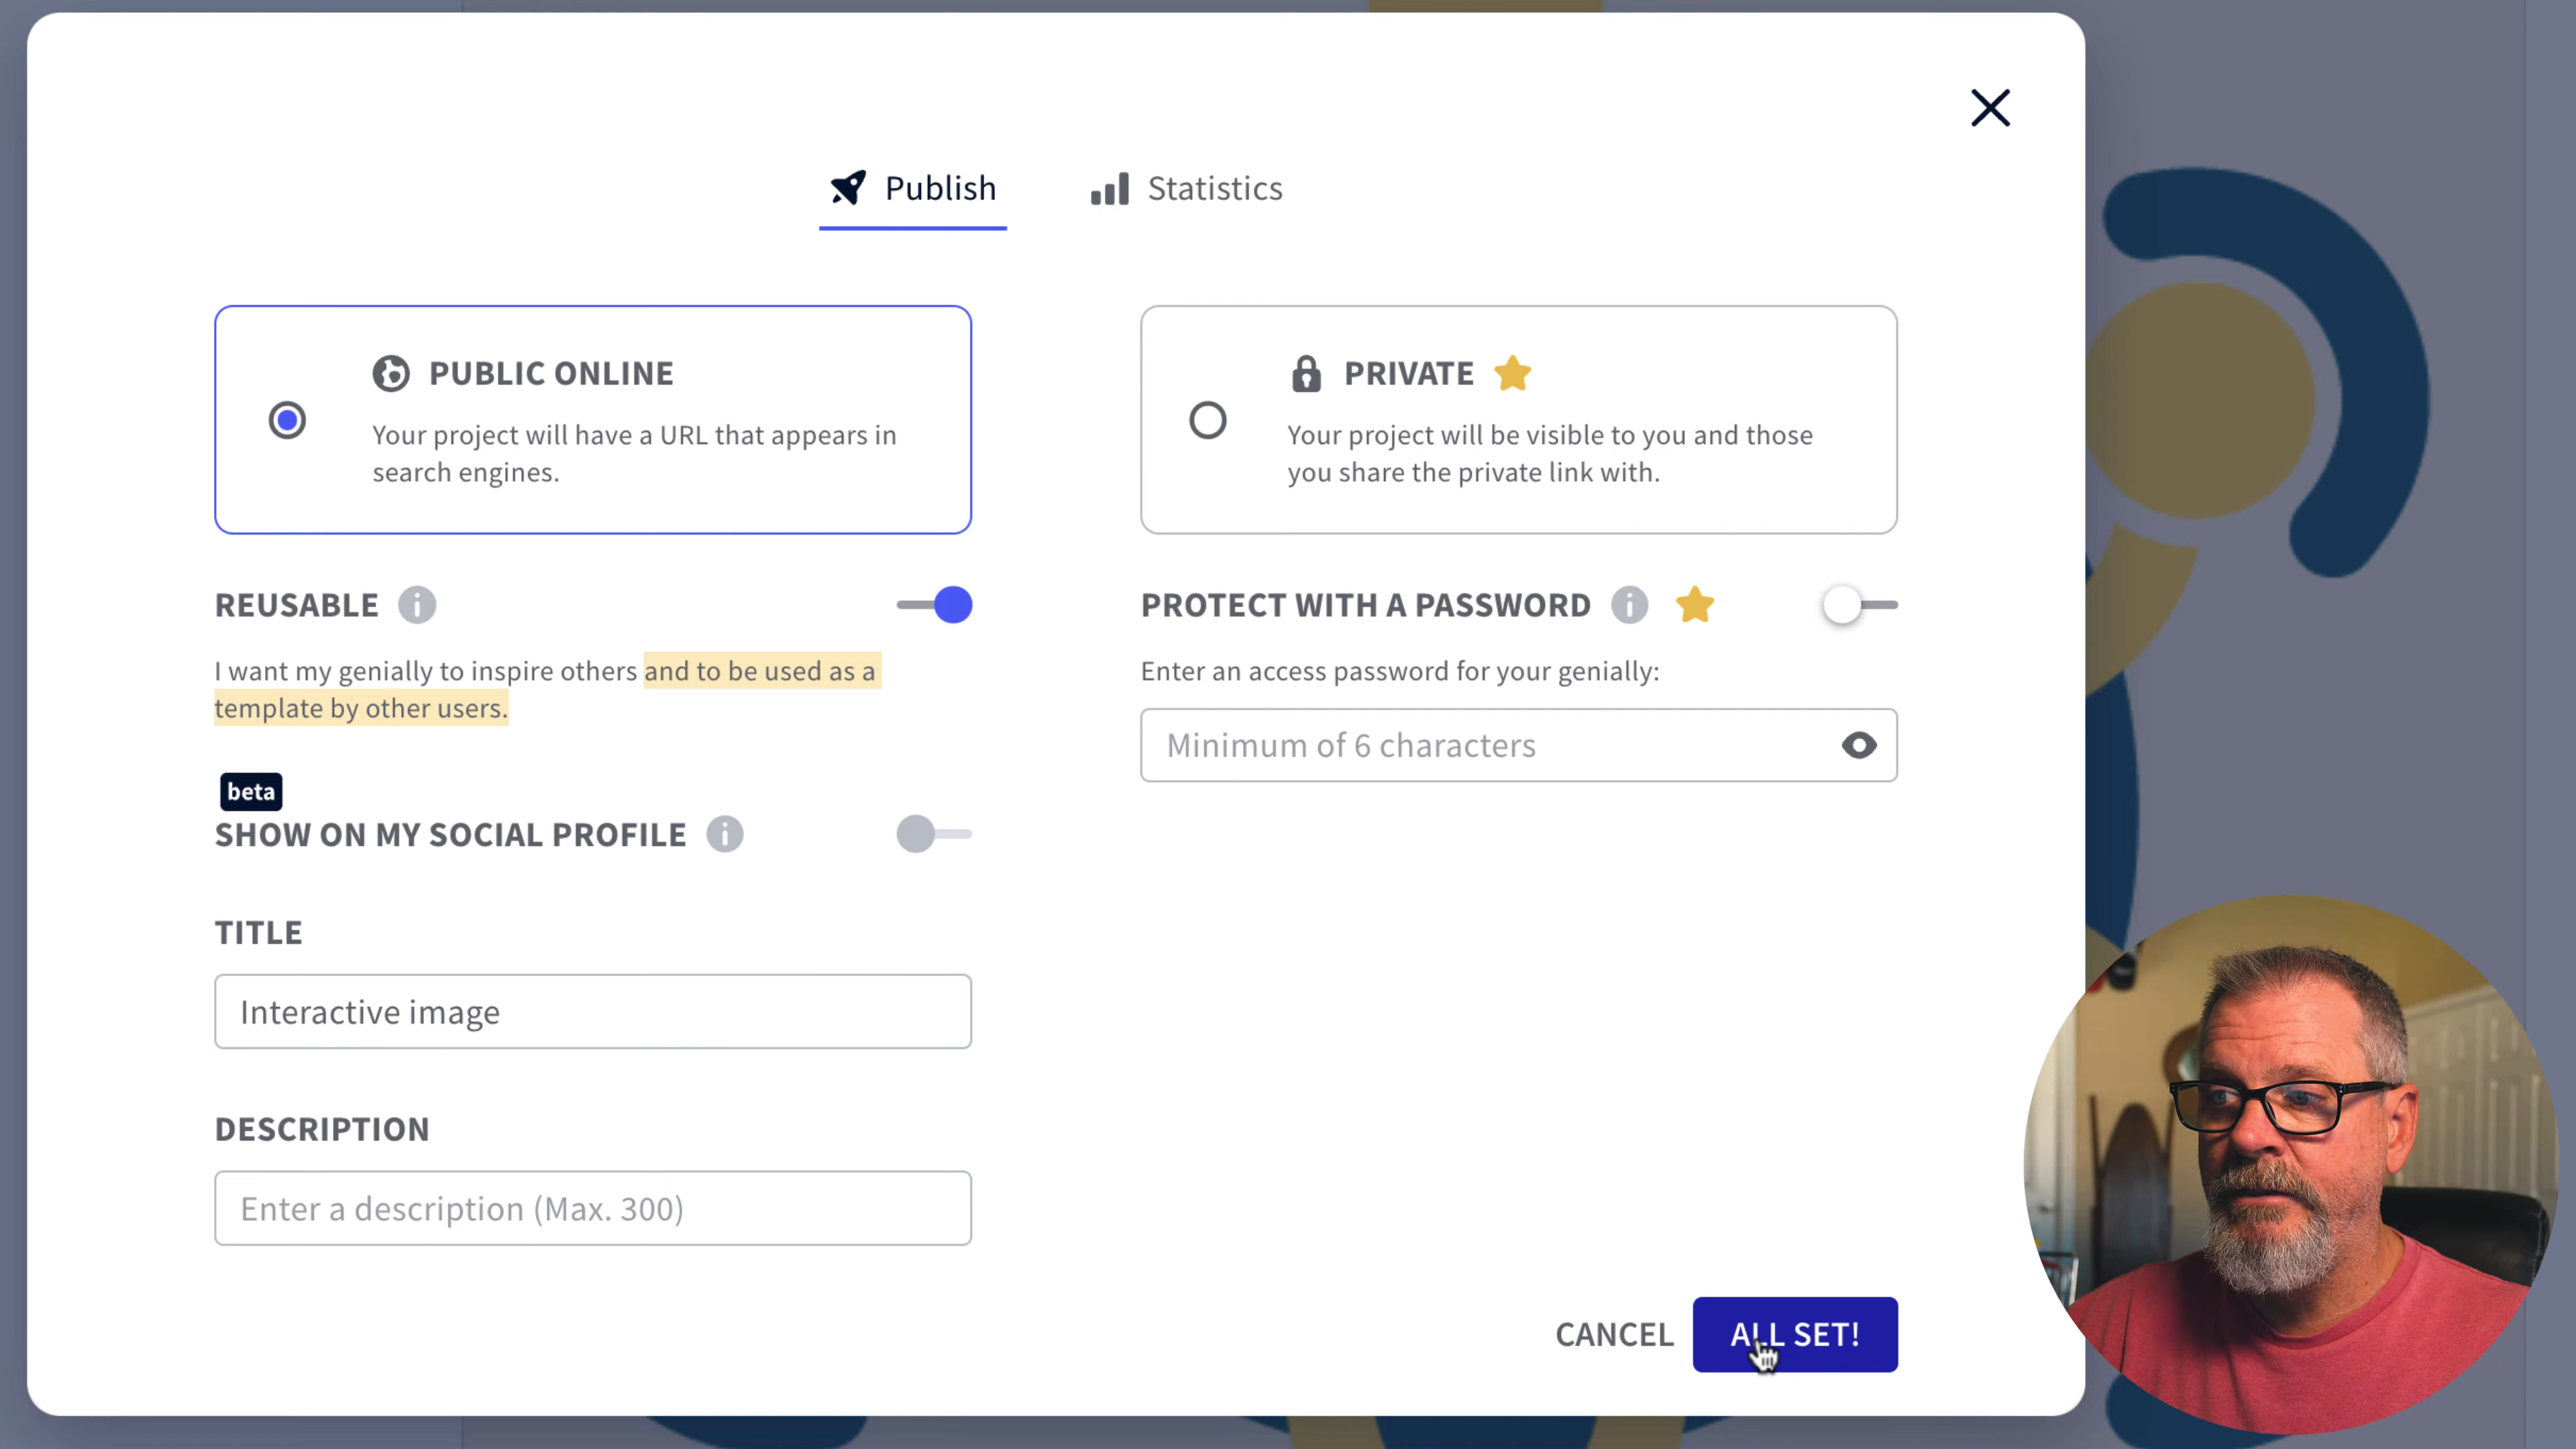 Publish
Statistics
PUBLIC ONLINE
Your project will have a URL that appears in
search engines.
PRIVATE
Your project will be visible to you and those
you share the private link with.
REUSABLE
I want my genially to inspire others and to be used as a
template by other users.
PROTECT WITH A PASSWORD
Enter an access password for your genially:
Minimum of 6 characters
beta
SHOW ON MY SOCIAL PROFILE
TITLE
Interactive image
DESCRIPTION
Enter a description (Max. 300)
CANCEL
ALL SET!